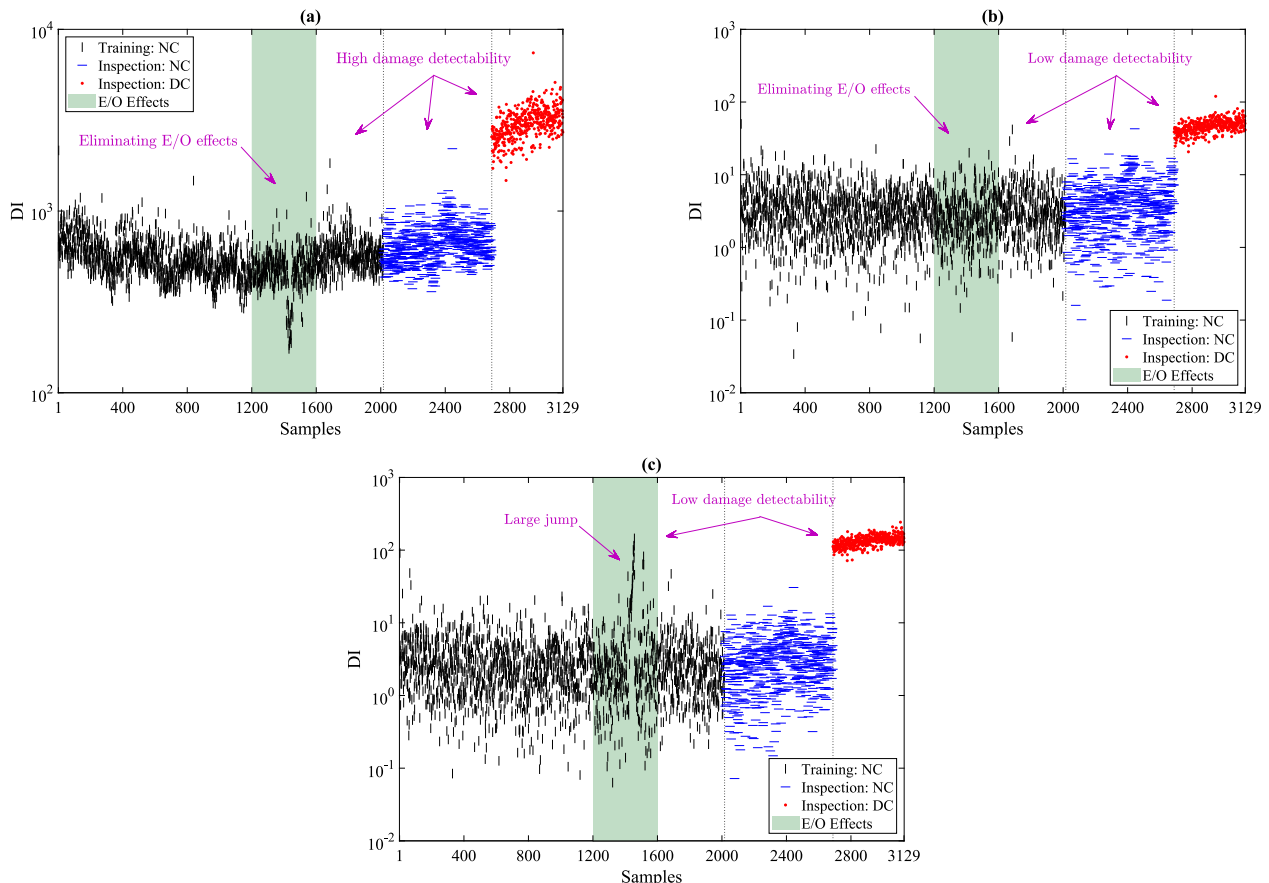 (a)
10^4
Training: NC
Inspection: NC
Inspection: DC
E/O Effects
High damage detectability
Eliminating E/O effects
DI
10^3
10^2
1 400 800 1200 1600 2000 2400 2800 3129
Samples
(b)
10^3
Low damage detectability
Eliminating E/O effects
10^2
10^1
DI
10^0
10^-1
Training: NC
Inspection: NC
Inspection: DC
E/O Effects
10^-2
1 400 800 1200 1600 2000 2400 2800 3129
Samples
(c)
10^3
Low damage detectability
Large jump
10^2
10^1
DI
10^0
10^-1
Training: NC
Inspection: NC
Inspection: DC
E/O Effects
10^-2
1 400 800 1200 1600 2000 2400 2800 3129
Samples